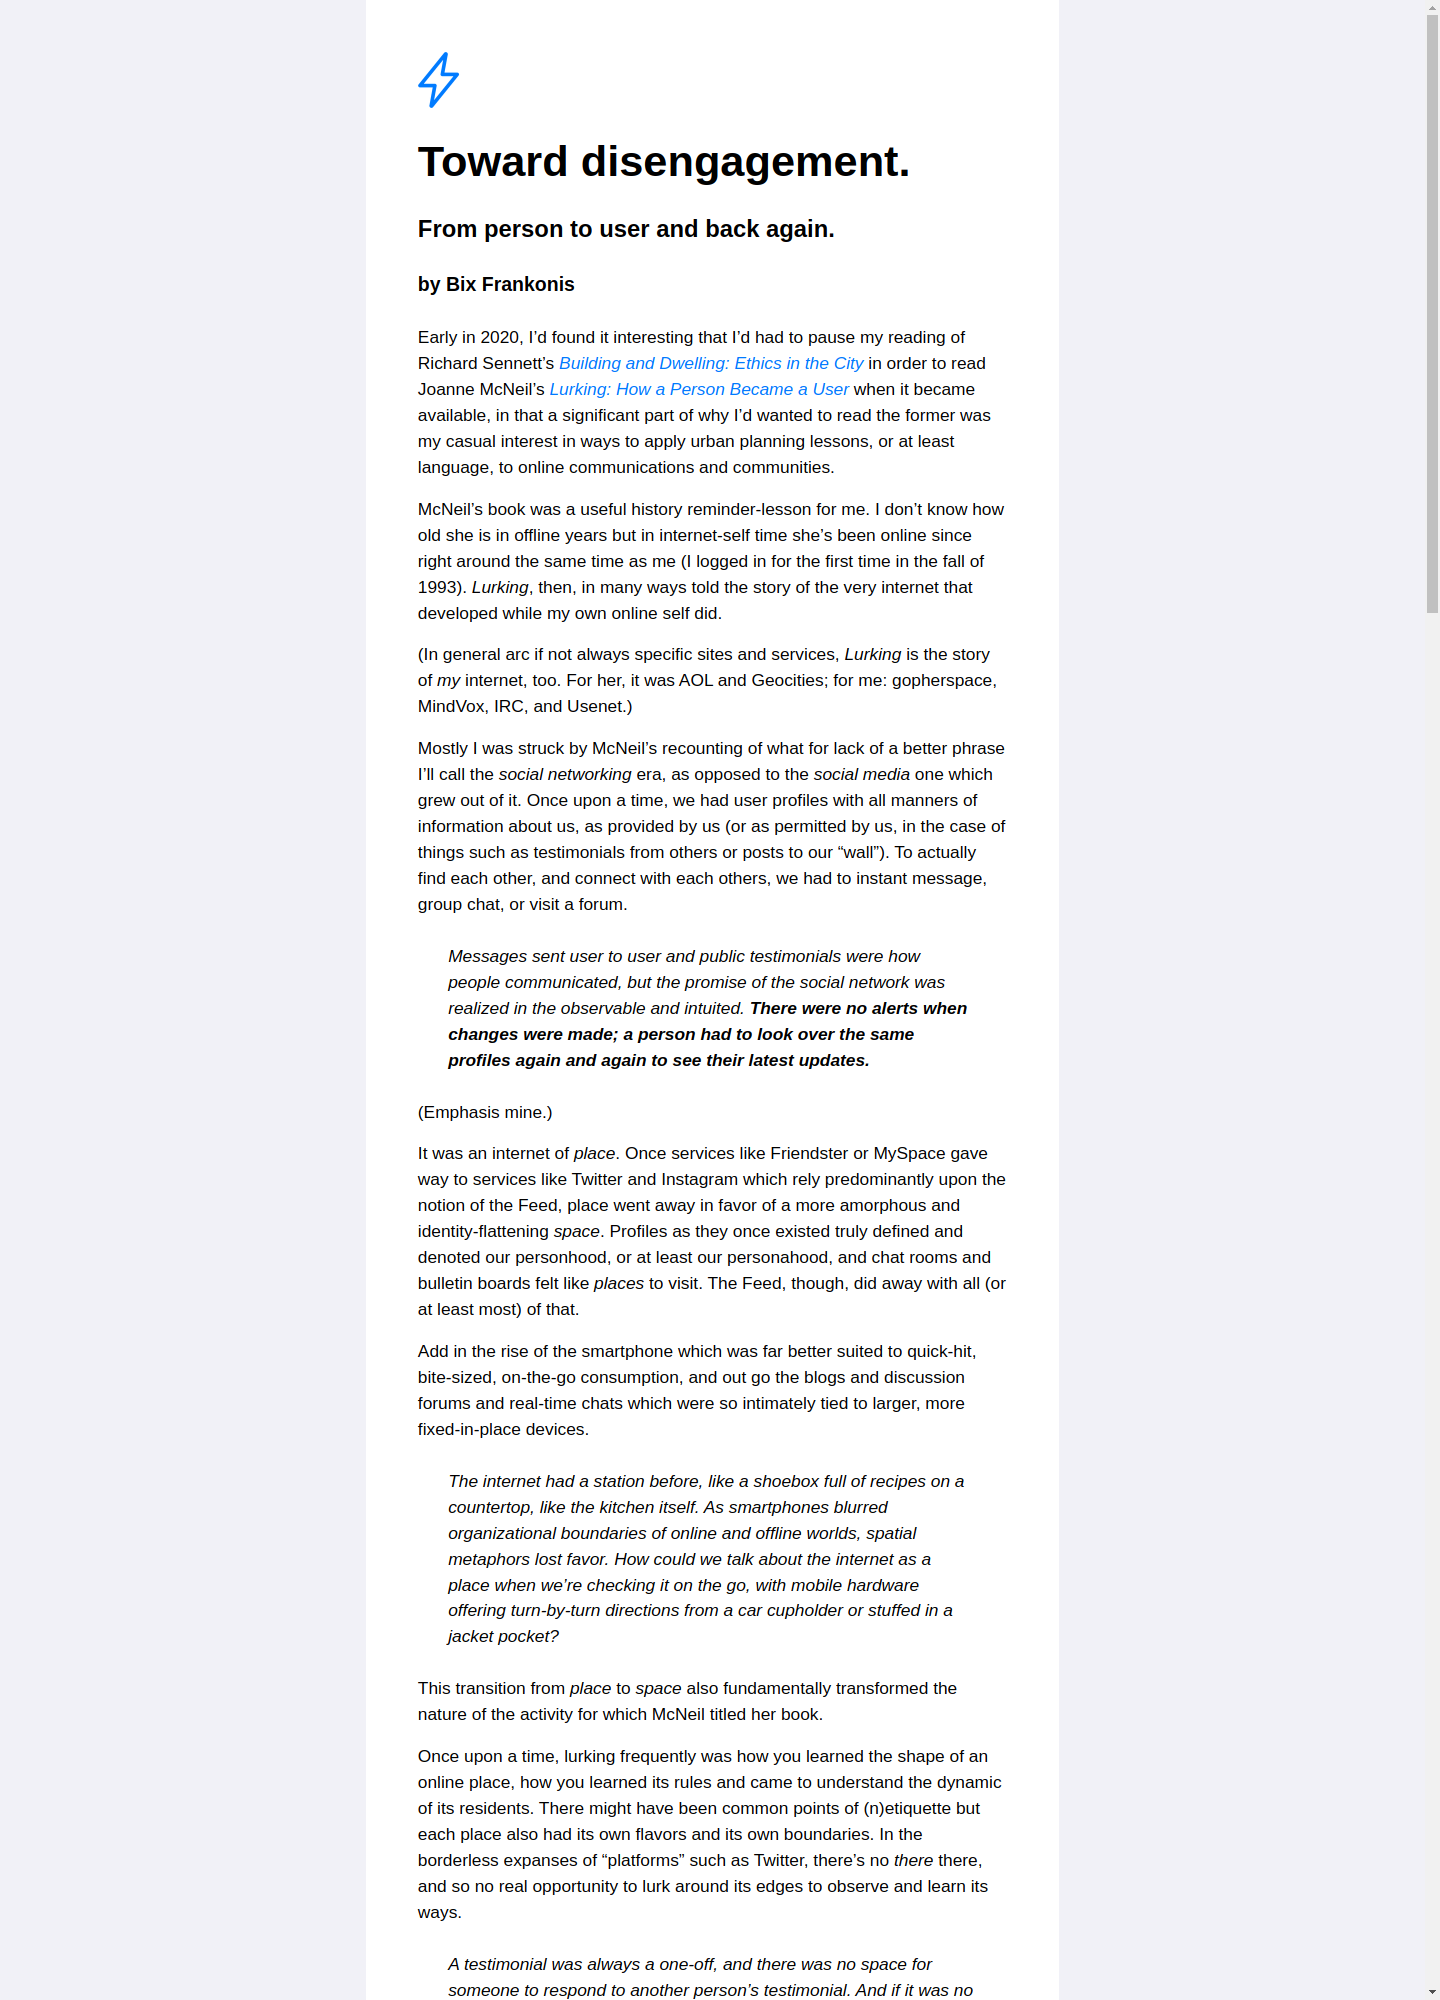 Toward disengagement.
From person to user and back again.
by Bix Frankonis
Early in 2020, I’d found it interesting that I’d had to pause my reading of
Richard Sennett’s Building and Dwelling: Ethics in the City in order to read
Joanne McNeil’s Lurking: How a Person Became a User when it became
available, in that a significant part of why I’d wanted to read the former was
my casual interest in ways to apply urban planning lessons, or at least
language, to online communications and communities.
McNeil’s book was a useful history reminder-lesson for me. I don’t know how
old she is in offline years but in internet-self time she’s been online since
right around the same time as me (I logged in for the first time in the fall of
1993). Lurking, then, in many ways told the story of the very internet that
developed while my own online self did.
(In general arc if not always specific sites and services, Lurking is the story
of my internet, too. For her, it was AOL and Geocities; for me: gopherspace,
MindVox, IRC, and Usenet.)
Mostly I was struck by McNeil’s recounting of what for lack of a better phrase
I’ll call the social networking era, as opposed to the social media one which
grew out of it. Once upon a time, we had user profiles with all manners of
information about us, as provided by us (or as permitted by us, in the case of
things such as testimonials from others or posts to our “wall”). To actually
find each other, and connect with each others, we had to instant message,
group chat, or visit a forum.
Messages sent user to user and public testimonials were how
people communicated, but the promise of the social network was
realized in the observable and intuited. There were no alerts when
changes were made; a person had to look over the same
profiles again and again to see their latest updates.
(Emphasis mine.)
It was an internet of place. Once services like Friendster or MySpace gave
way to services like Twitter and Instagram which rely predominantly upon the
notion of the Feed, place went away in favor of a more amorphous and
identity-flattening space. Profiles as they once existed truly defined and
denoted our personhood, or at least our personahood, and chat rooms and
bulletin boards felt like places to visit. The Feed, though, did away with all (or
at least most) of that.
Add in the rise of the smartphone which was far better suited to quick-hit,
bite-sized, on-the-go consumption, and out go the blogs and discussion
forums and real-time chats which were so intimately tied to larger, more
fixed-in-place devices.
The internet had a station before, like a shoebox full of recipes on a
countertop, like the kitchen itself. As smartphones blurred
organizational boundaries of online and offline worlds, spatial
metaphors lost favor. How could we talk about the internet as a
place when we’re checking it on the go, with mobile hardware
offering turn-by-turn directions from a car cupholder or stuffed in a
jacket pocket?
This transition from place to space also fundamentally transformed the
nature of the activity for which McNeil titled her book.
Once upon a time, lurking frequently was how you learned the shape of an
online place, how you learned its rules and came to understand the dynamic
of its residents. There might have been common points of (n)etiquette but
each place also had its own flavors and its own boundaries. In the
borderless expanses of “platforms” such as Twitter, there’s no there there,
and so no real opportunity to lurk around its edges to observe and learn its
ways.
A testimonial was always a one-off, and there was no space for
someone to respond to another person’s testimonial. And if it was no